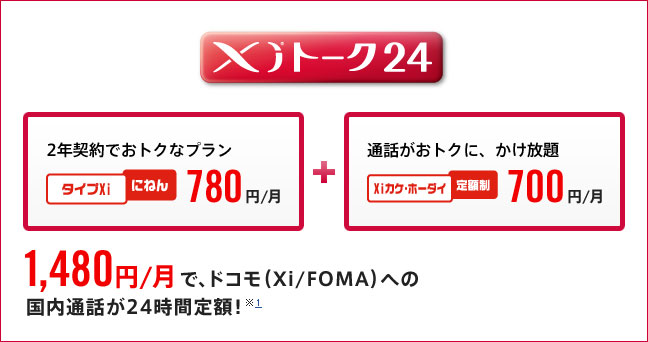 Xiトーク24
2年契約でおトクなプラン
タイプXi にねん 780円/月
+
通話がおトクに、かけ放題
Xiカケ・ホーダイ 定額制 700円/月
1,480円/月で、ドコモ(Xi/FOMA)への
国内通話が24時間定額!※1